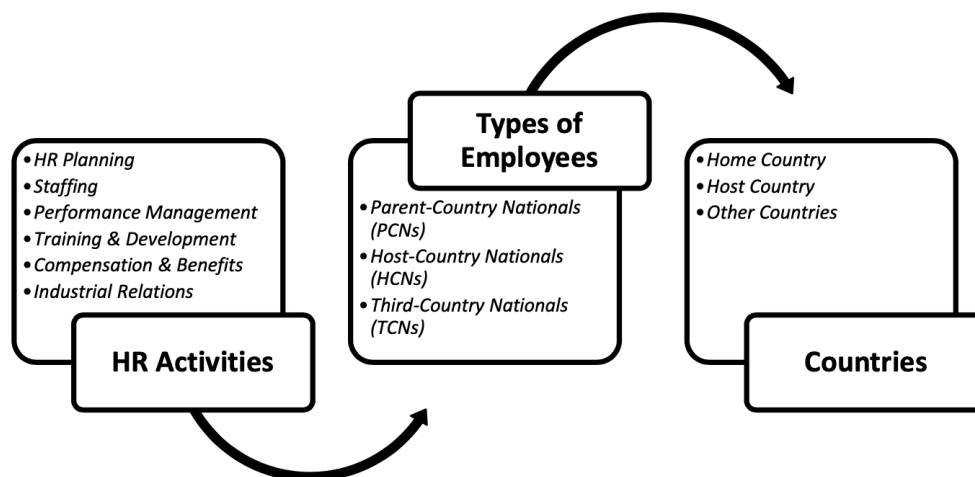 • HR Planning
• Staffing
• Performance Management
• Training & Development
• Compensation & Benefits
• Industrial Relations
HR Activities
Types of
Employees
• Parent-Country Nationals
(PCNs)
• Host-Country Nationals
(HCNs)
• Third-Country Nationals
(TCNs)
• Home Country
• Host Country
• Other Countries
Countries